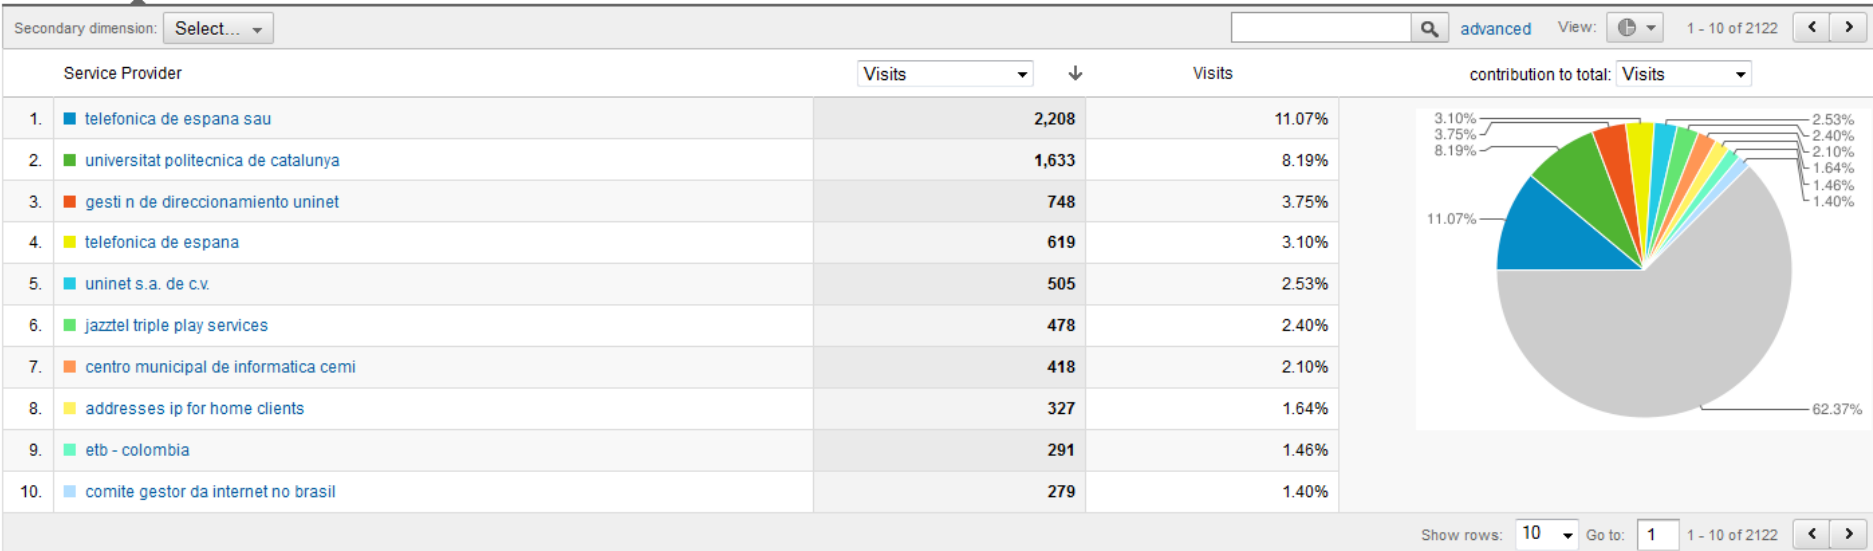 Secondary dimension: Select... advanced View: 1 - 10 of 2122
Service Provider Visits Visits contribution to total: Visits
1. telefonica de espana sau 2,208 11.07%
2. universitat politecnica de catalunya 1,633 8.19%
3. gesti n de direccionamiento uninet 748 3.75%
4. telefonica de espana 619 3.10%
5. uninet s.a. de c.v. 505 2.53%
6. jazztel triple play services 478 2.40%
7. centro municipal de informatica cemi 418 2.10%
8. addresses ip for home clients 327 1.64%
9. etb - colombia 291 1.46%
10. comite gestor da internet no brasil 279 1.40%
3.10%
3.75%
8.19%
11.07%
2.53%
2.40%
2.10%
1.64%
1.46%
1.40%
62.37%
Show rows: 10 Go to: 1 1 - 10 of 2122